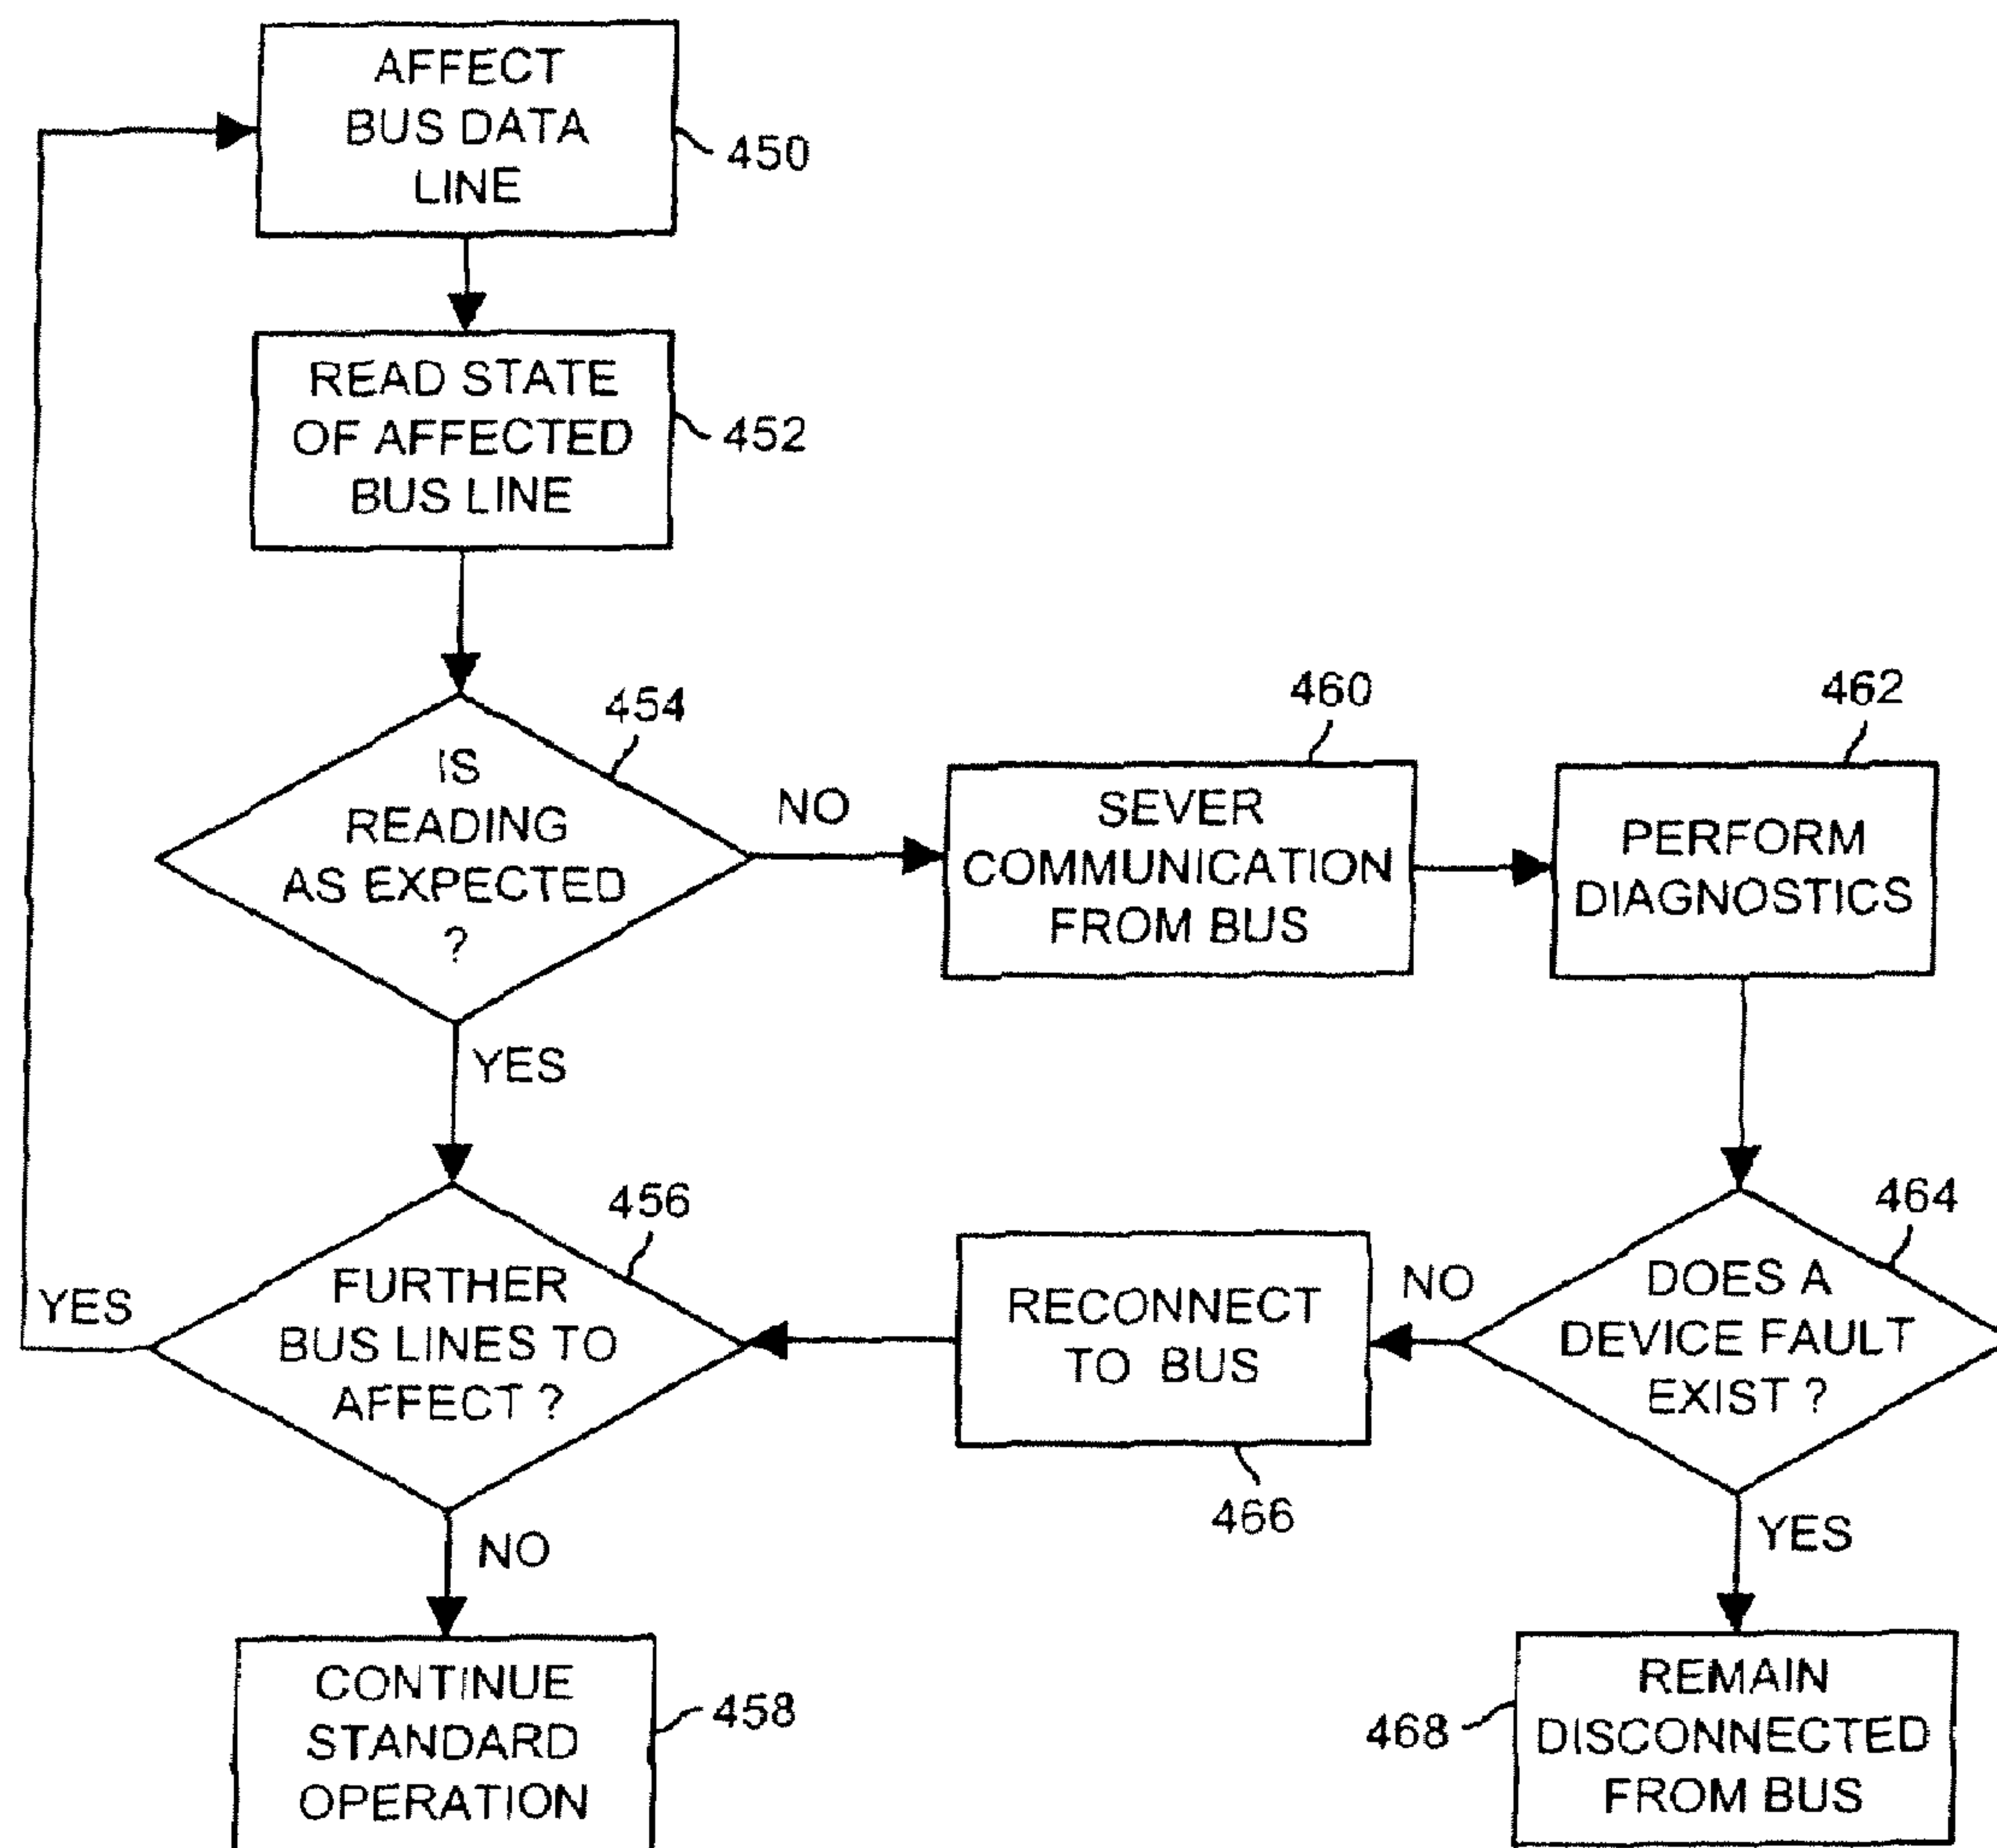 AFFECT
BUS DATA
LINE
450
READ STATE
OF AFFECTED
BUS LINE
452
IS
READING
AS EXPECTED
?
454
NO
YES
SEVER
COMMUNICATION
FROM BUS
460
PERFORM
DIAGNOSTICS
462
FURTHER
BUS LINES TO
AFFECT ?
456
YES
NO
RECONNECT
TO BUS
466
NO
DOES A
DEVICE FAULT
EXIST ?
464
YES
CONTINUE
STANDARD
OPERATION
458
468
REMAIN
DISCONNECTED
FROM BUS